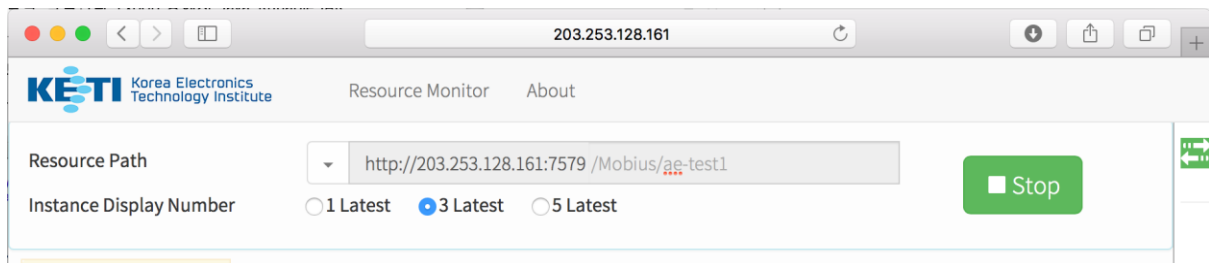 203.253.128.161
KETI Korea Electronics
Technology Institute
Resource Monitor About
Resource Path http://203.253.128.161:7579 /Mobius/ae-test1
Stop
Instance Display Number 1 Latest 3 Latest 5 Latest